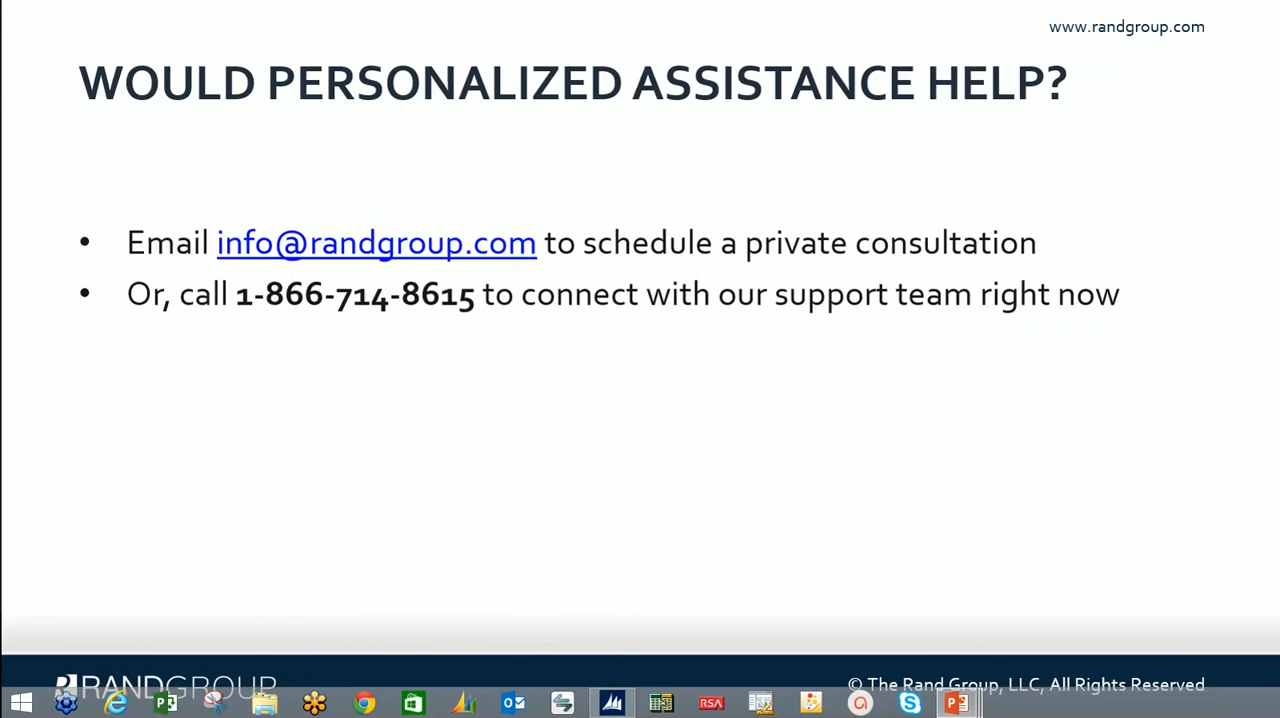 www.randgroup.com
WOULD PERSONALIZED ASSISTANCE HELP?
• Email info@randgroup.com to schedule a private consultation
• Or, call 1-866-714-8615 to connect with our support team right now
RANDGROUP
© The Rand Group, LLC, All Rights Reserved
RSA